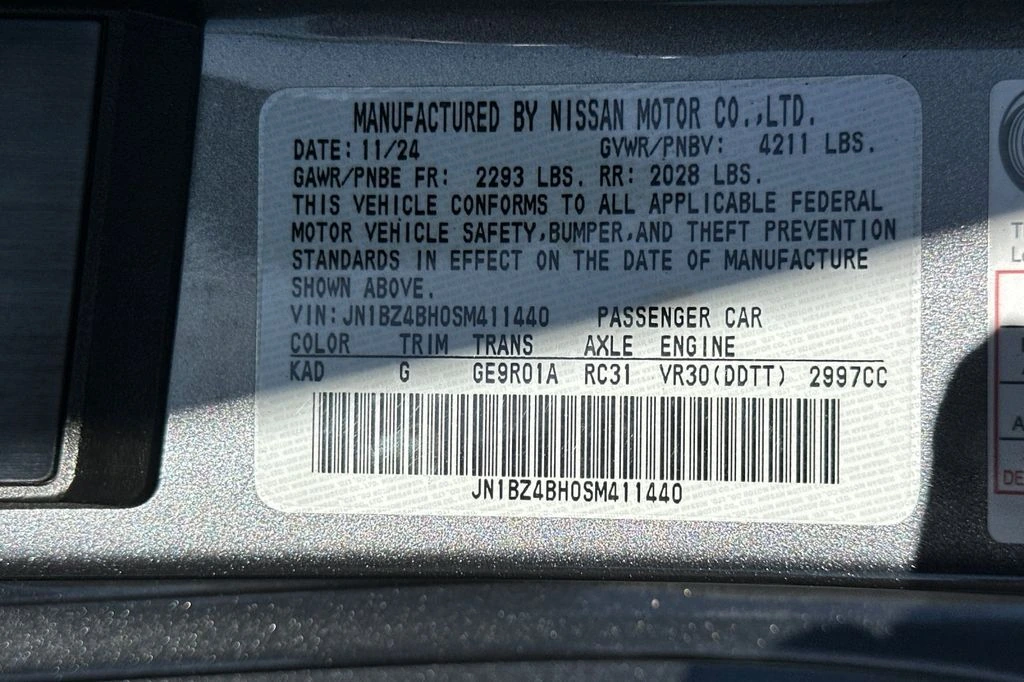 MANUFACTURED BY NISSAN MOTOR CO.,LTD.
DATE: 11/24 GVWR/PNBV: 4211 LBS.
GAWR/PNBE FR: 2293 LBS. RR: 2028 LBS.
THIS VEHICLE CONFORMS TO ALL APPLICABLE FEDERAL
MOTOR VEHICLE SAFETY,BUMPER,AND THEFT PREVENTION
STANDARDS IN EFFECT ON THE DATE OF MANUFACTURE
SHOWN ABOVE.
VIN: JN1BZ4BH0SM411440 PASSENGER CAR
COLOR TRIM TRANS AXLE ENGINE
KAD G GE9R01A RC31 VR30(DDTT) 2997CC
JN1BZ4BH0SM411440